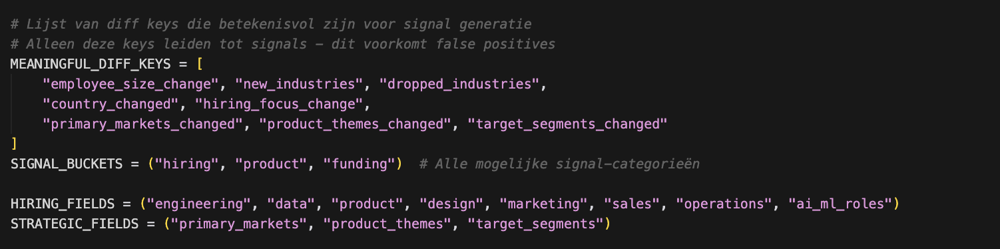 # Lijst van diff keys die betekenisvol zijn voor signal generatie
# Alleen deze keys leiden tot signals – dit voorkomt false positives
MEANINGFUL_DIFF_KEYS = [
    "employee_size_change", "new_industries", "dropped_industries",
    "country_changed", "hiring_focus_change",
    "primary_markets_changed", "product_themes_changed", "target_segments_changed"
]
SIGNAL_BUCKETS = ("hiring", "product", "funding")  # Alle mogelijke signal-categorieën
HIRING_FIELDS = ("engineering", "data", "product", "design", "marketing", "sales", "operations", "ai_ml_roles")
STRATEGIC_FIELDS = ("primary_markets", "product_themes", "target_segments")